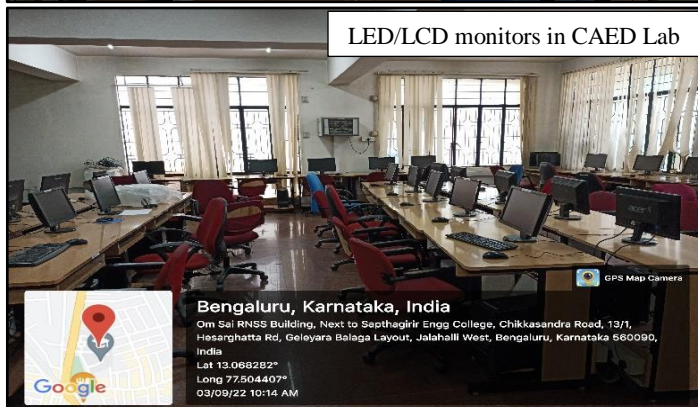 LED/LCD monitors in CAED Lab
acer
GPS Map Camera
Bengaluru, Karnataka, India
Om Sai RNSS Building, Next to Sapthagirir Engg College, Chikkasandra Road, 13/1,
Hesarghatta Rd, Geleyara Balaga Layout, Jalahalli West, Bengaluru, Karnataka 560090,
India
Lat 13.068282°
Long 77.504407°
03/09/22 10:14 AM
Google